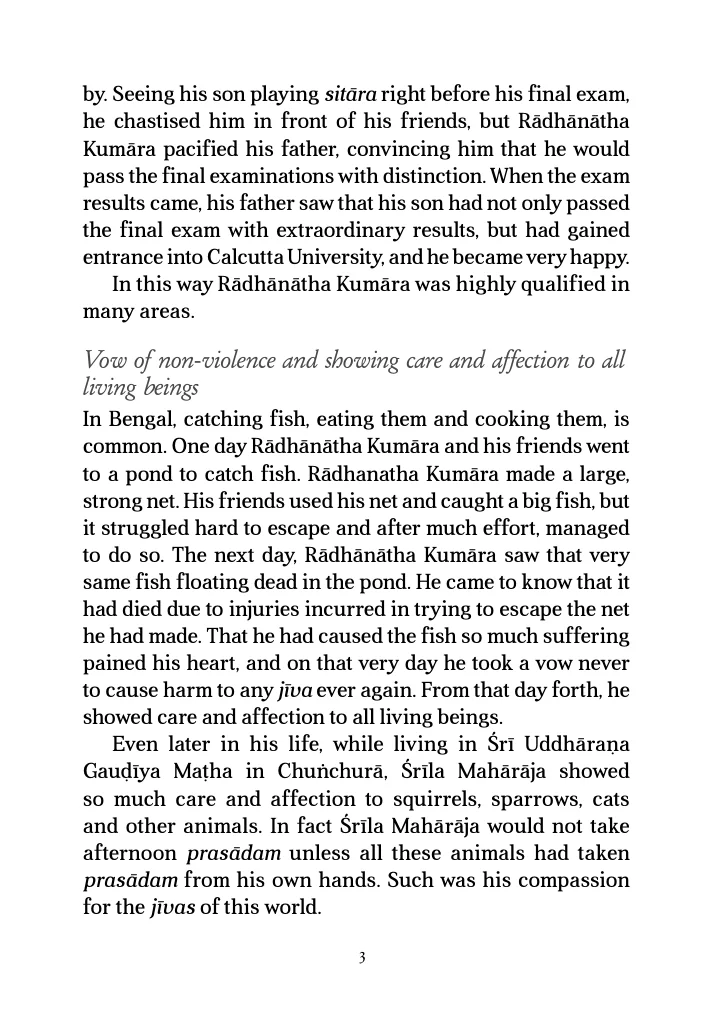 by. Seeing his son playing sitāra right before his final exam,
he chastised him in front of his friends, but Rādhānātha
Kumāra pacified his father, convincing him that he would
pass the final examinations with distinction. When the exam
results came, his father saw that his son had not only passed
the final exam with extraordinary results, but had gained
entrance into Calcutta University, and he became very happy.
In this way Rādhānātha Kumāra was highly qualified in
many areas.
Vow of non-violence and showing care and affection to all
living beings
In Bengal, catching fish, eating them and cooking them, is
common. One day Rādhānātha Kumāra and his friends went
to a pond to catch fish. Rādhanatha Kumāra made a large,
strong net. His friends used his net and caught a big fish, but
it struggled hard to escape and after much effort, managed
to do so. The next day, Rādhānātha Kumāra saw that very
same fish floating dead in the pond. He came to know that it
had died due to injuries incurred in trying to escape the net
he had made. That he had caused the fish so much suffering
pained his heart, and on that very day he took a vow never
to cause harm to any jīva ever again. From that day forth, he
showed care and affection to all living beings.
Even later in his life, while living in Śrī Uddhāraṇa
Gauḍīya Maṭha in Chuṅchurā, Śrīla Mahārāja showed
so much care and affection to squirrels, sparrows, cats
and other animals. In fact Śrīla Mahārāja would not take
afternoon prasādam unless all these animals had taken
prasādam from his own hands. Such was his compassion
for the jīvas of this world.
3